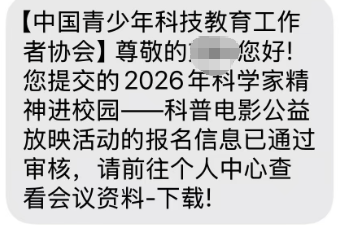 【中国青少年科技教育工作
者协会】尊敬的 您好!
您提交的2026年科学家精
神进校园——科普电影公益
放映活动的报名信息已通过
审核，请前往个人中心查
看会议资料-下载!